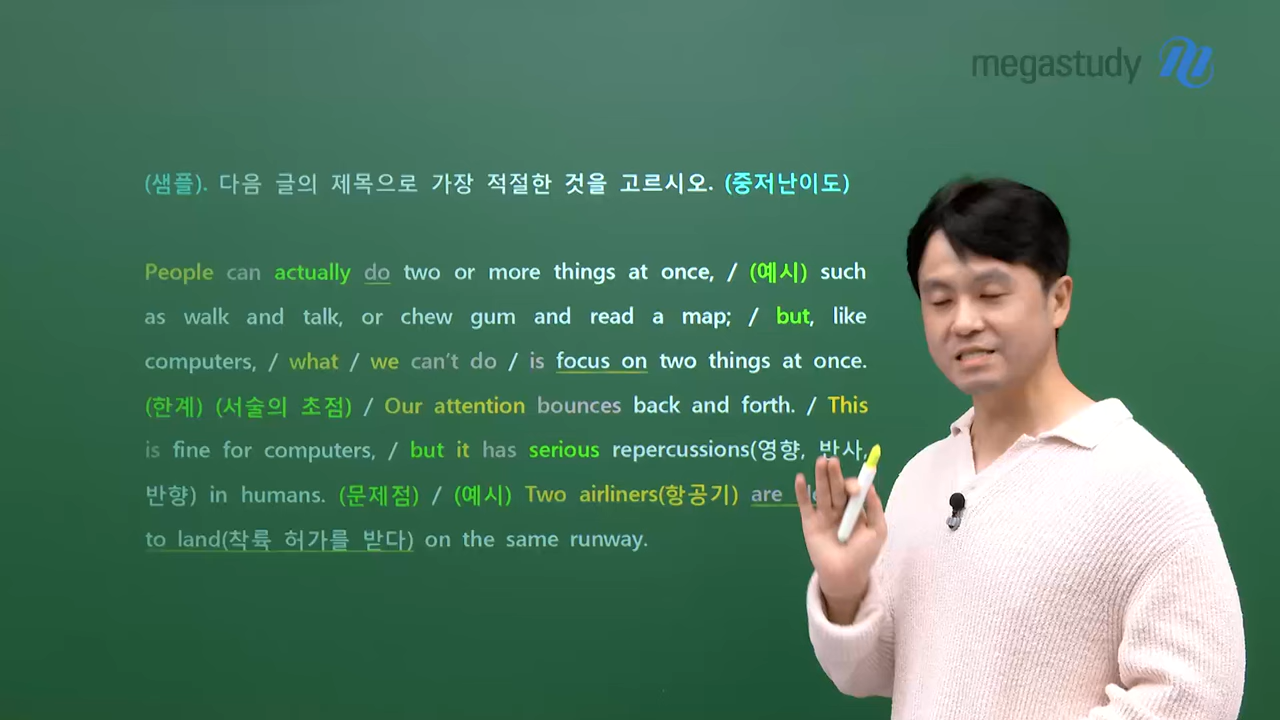 megastudy
(샘플). 다음 글의 제목으로 가장 적절한 것을 고르시오. (중저난이도)
People can actually do two or more things at once, / (예시) such
as walk and talk, or chew gum and read a map; / but, like
computers, / what / we can't do / is focus on two things at once.
(한계) (서술의 초점) / Our attention bounces back and forth. / This
is fine for computers, / but it has serious repercussions(영향, 반사,
반향) in humans. (문제점) / (예시) Two airliners(항공기) are
to land(착륙 허가를 받다) on the same runway.